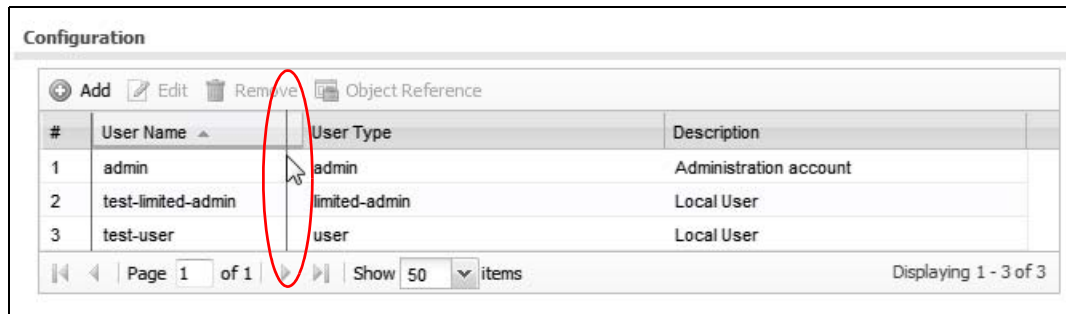 Configuration
Add Edit Remove Object Reference
# User Name User Type Description
1 admin admin Administration account
2 test-limited-admin limited-admin Local User
3 test-user user Local User
Page 1 of 1 Show 50 items Displaying 1 - 3 of 3